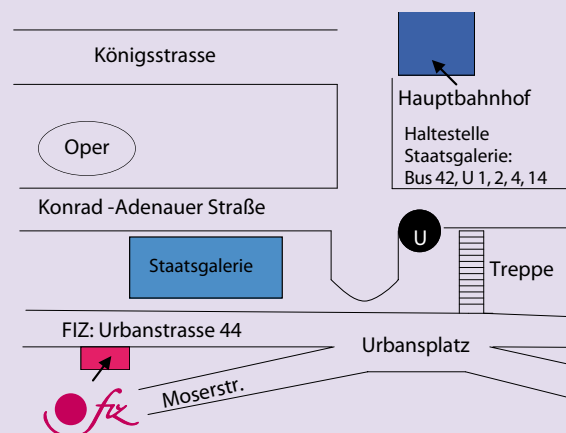 Königsstrasse
Hauptbahnhof
Oper
Haltestelle
Staatsgalerie:
Bus 42, U 1, 2, 4, 14
Konrad -Adenauer Straße
U
Staatsgalerie
Treppe
FIZ: Urbanstrasse 44
Urbansplatz
Moserstr.
fiz